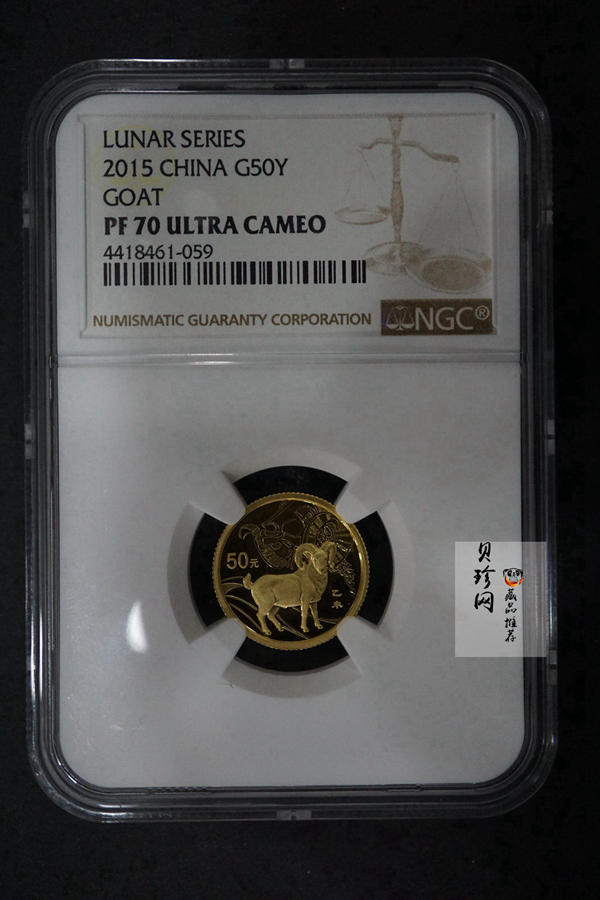 LUNAR SERIES
2015 CHINA G50Y
GOAT
PF 70 ULTRA CAMEO
4418461-059
NUMISMATIC GUARANTY CORPORATION
NGC®
50元
乙未
贝珍网
藏品推荐